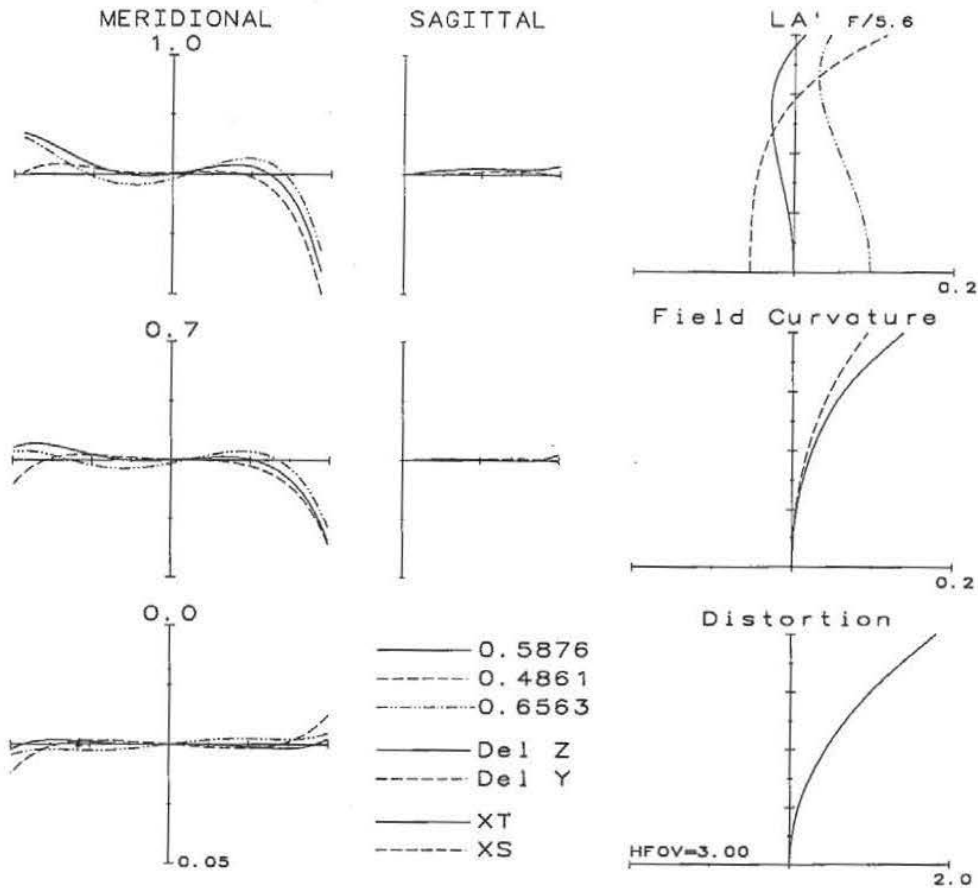 MERIDIONAL
SAGITTAL
LA' F/5.6
1.0
0.2
0.7
Field Curvature
0.2
0.0
Distortion
0.5876
0.4861
0.6563
Del Z
Del Y
XT
XS
0.05
HFOV=3.00
2.0